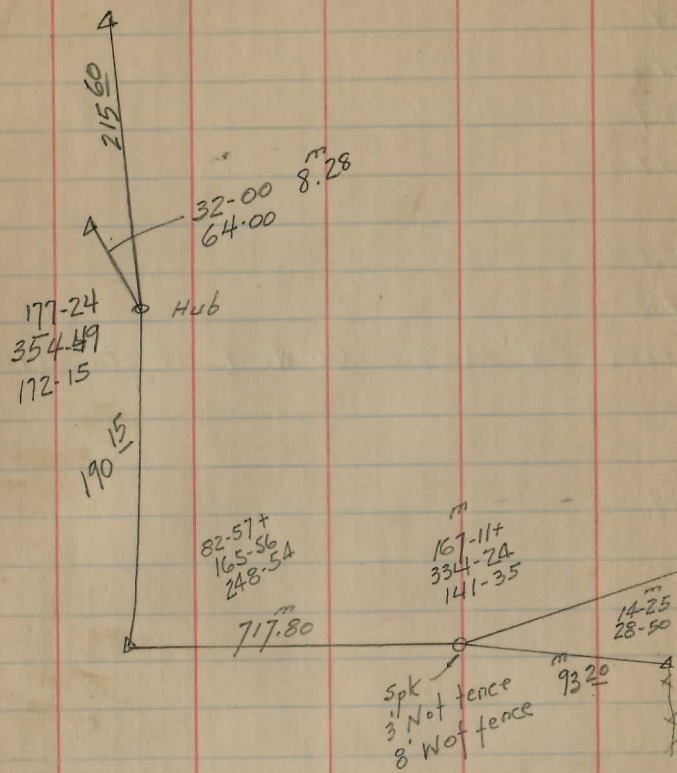 215 60
m
32-00 8.28
64.00
Hub
177-24
354-49
172-15
190 15
82-57+
165-56
248-54
m
717.80
m
167-11+
334-24
141-35
m
14-25
28-50
m
93 20
Spk
3' N of fence
8' W of fence